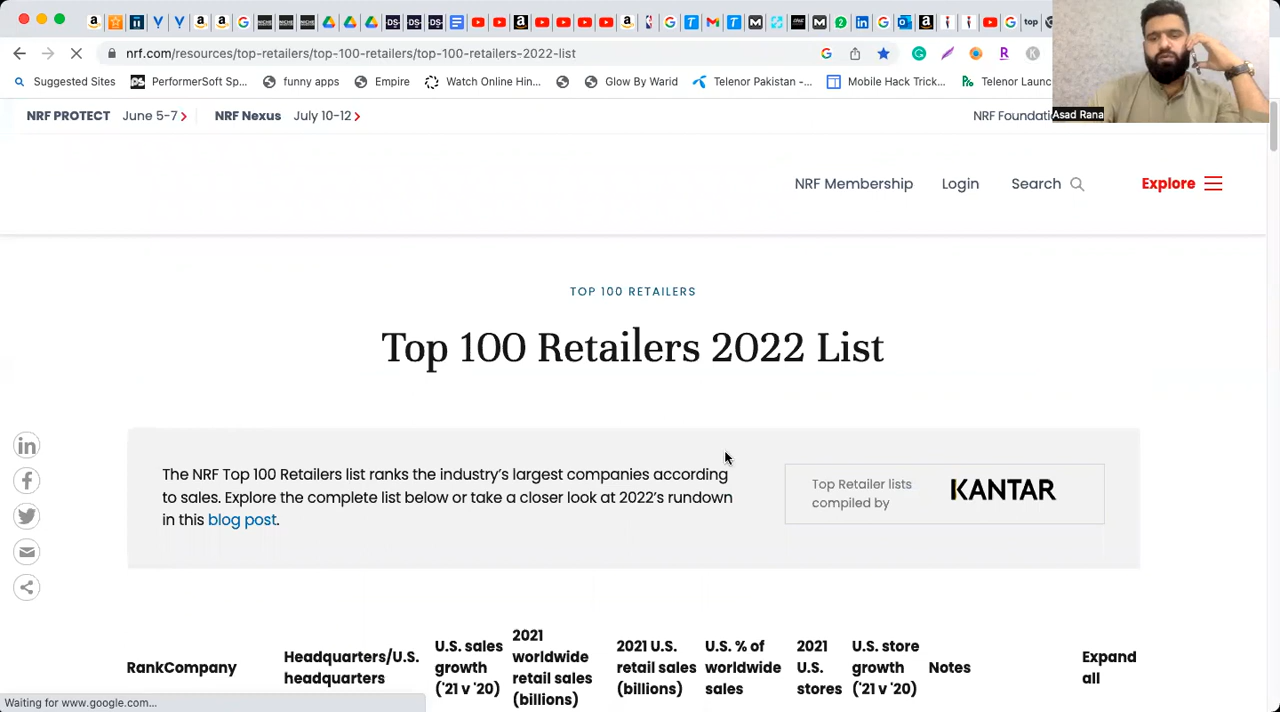 top
nrf.com/resources/top-retailers/top-100-retailers/top-100-retailers-2022-list
Suggested Sites
PerformerSoft Sp...
funny apps
Empire
Watch Online Hin...
Glow By Warid
Telenor Pakistan -...
Mobile Hack Trick...
Telenor Launc
NRF PROTECT June 5-7
NRF Nexus July 10-12
NRF Foundati
Asad Rana
NRF Membership
Login
Search
Explore
TOP 100 RETAILERS
Top 100 Retailers 2022 List
The NRF Top 100 Retailers list ranks the industry's largest companies according
to sales. Explore the complete list below or take a closer look at 2022's rundown
in this blog post.
Top Retailer lists
compiled by
KANTAR
Rank
Company
Headquarters/U.S.
headquarters
U.S. sales
growth
('21 v '20)
2021
worldwide
retail sales
(billions)
2021 U.S.
retail sales
(billions)
U.S. % of
worldwide
sales
2021
U.S.
stores
U.S. store
growth
('21 v '20)
Notes
Expand
all
Waiting for www.google.com...